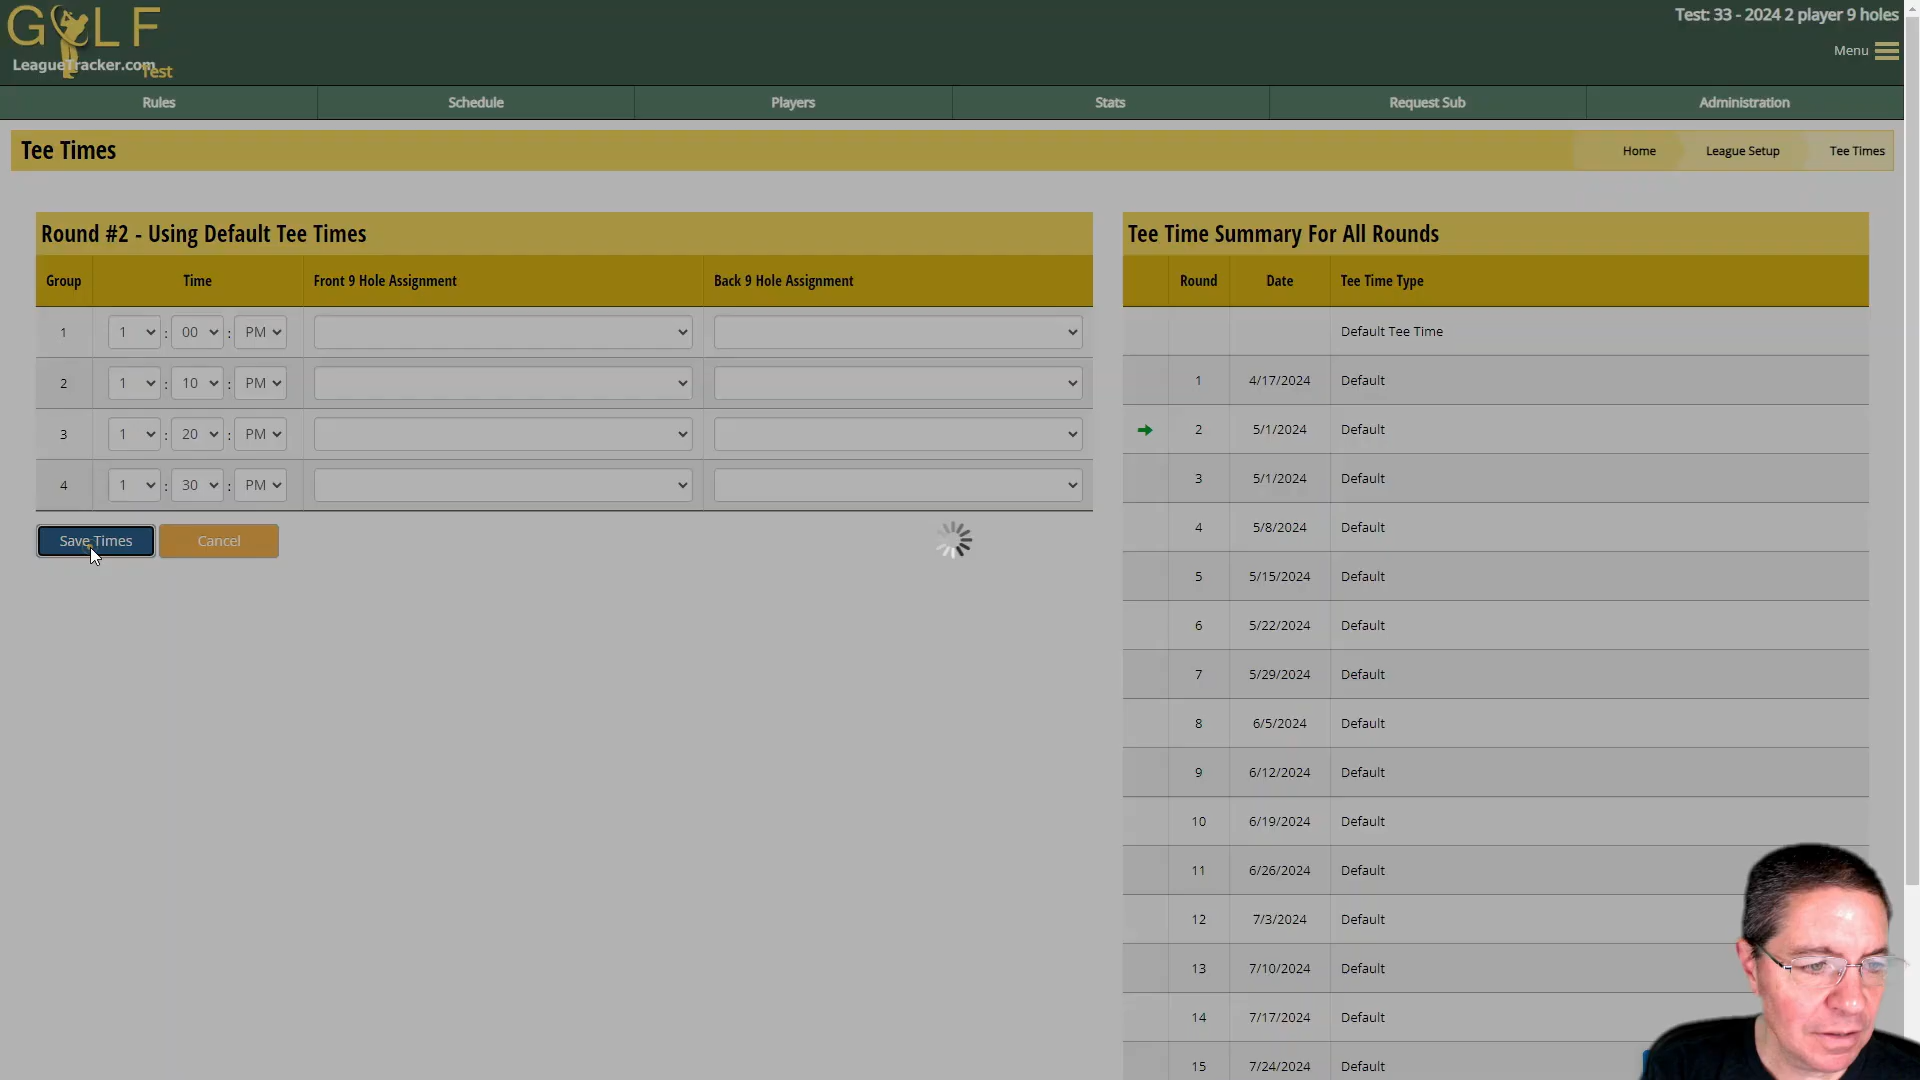 GOLF
LeagueTracker.com
Test
Test: 33 - 2024 2 player 9 holes
Menu
Rules Schedule Players Stats Request Sub Administration
Tee Times
Home League Setup Tee Times
Round #2 - Using Default Tee Times
Group Time Front 9 Hole Assignment Back 9 Hole Assignment
1 1 : 00 : PM
2 1 : 10 : PM
3 1 : 20 : PM
4 1 : 30 : PM
Save Times Cancel
Tee Time Summary For All Rounds
Round Date Tee Time Type
Default Tee Time
1 4/17/2024 Default
2 5/1/2024 Default
3 5/1/2024 Default
4 5/8/2024 Default
5 5/15/2024 Default
6 5/22/2024 Default
7 5/29/2024 Default
8 6/5/2024 Default
9 6/12/2024 Default
10 6/19/2024 Default
11 6/26/2024 Default
12 7/3/2024 Default
13 7/10/2024 Default
14 7/17/2024 Default
15 7/24/2024 Default